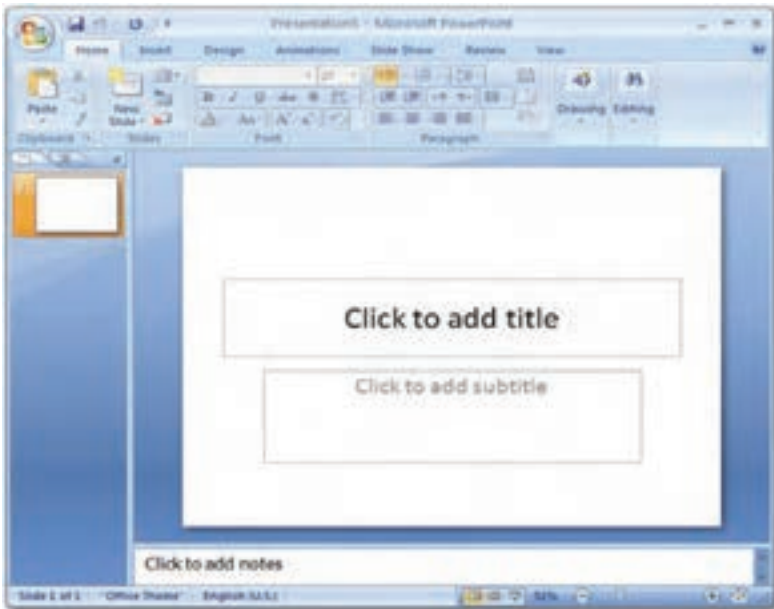 Presentation1 - Microsoft PowerPoint
Home Insert Design Animations Slide Show Review View
Paste New Slide Drawing Editing
Clipboard Slides Font Paragraph
Click to add title
Click to add subtitle
Click to add notes
Slide 1 of 1 "Office Theme" English (U.S.)